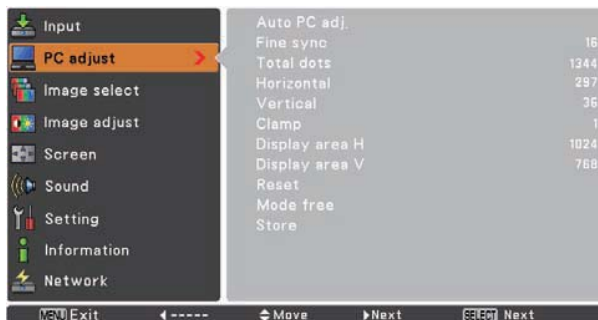 Input
PC adjust
Image select
Image adjust
Screen
Sound
Setting
Information
Network
Auto PC adj.
Fine sync 16
Total dots 1344
Horizontal 297
Vertical 36
Clamp 1
Display area H 1024
Display area V 768
Reset
Mode free
Store
MENU Exit ◀----- ⬍Move ▶Next SELECT Next